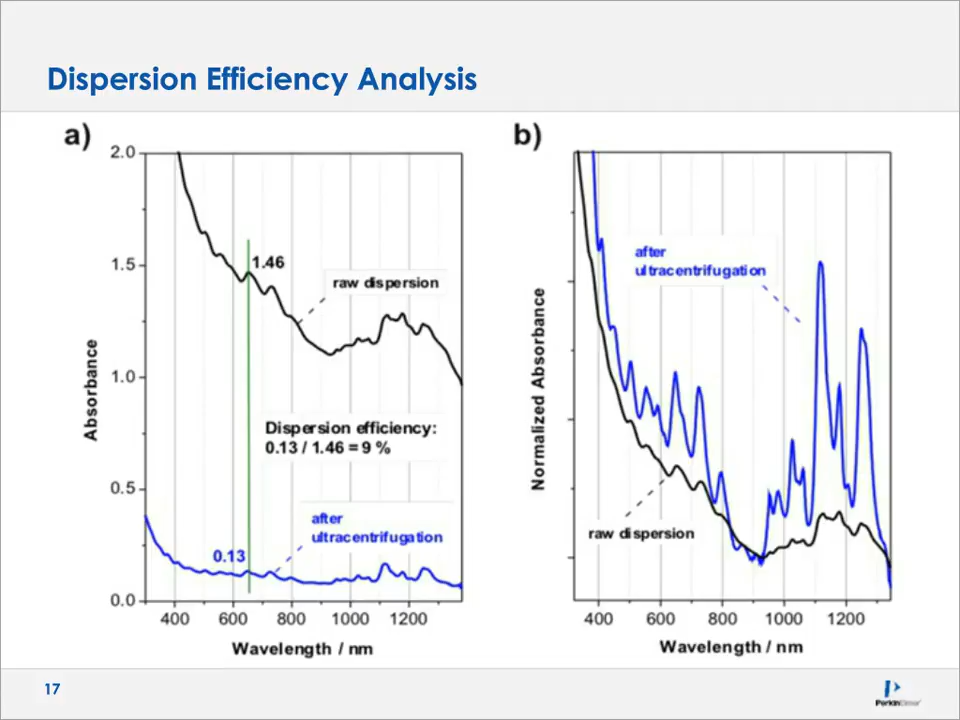 Dispersion Efficiency Analysis
a)
2.0
1.5
1.0
0.5
0.0
Absorbance
1.46
raw dispersion
Dispersion efficiency:
0.13 / 1.46 = 9 %
after
ultracentrifugation
0.13
400 600 800 1000 1200
Wavelength / nm
b)
Normalized Absorbance
after
ultracentrifugation
raw dispersion
400 600 800 1000 1200
Wavelength / nm
17
PerkinElmer